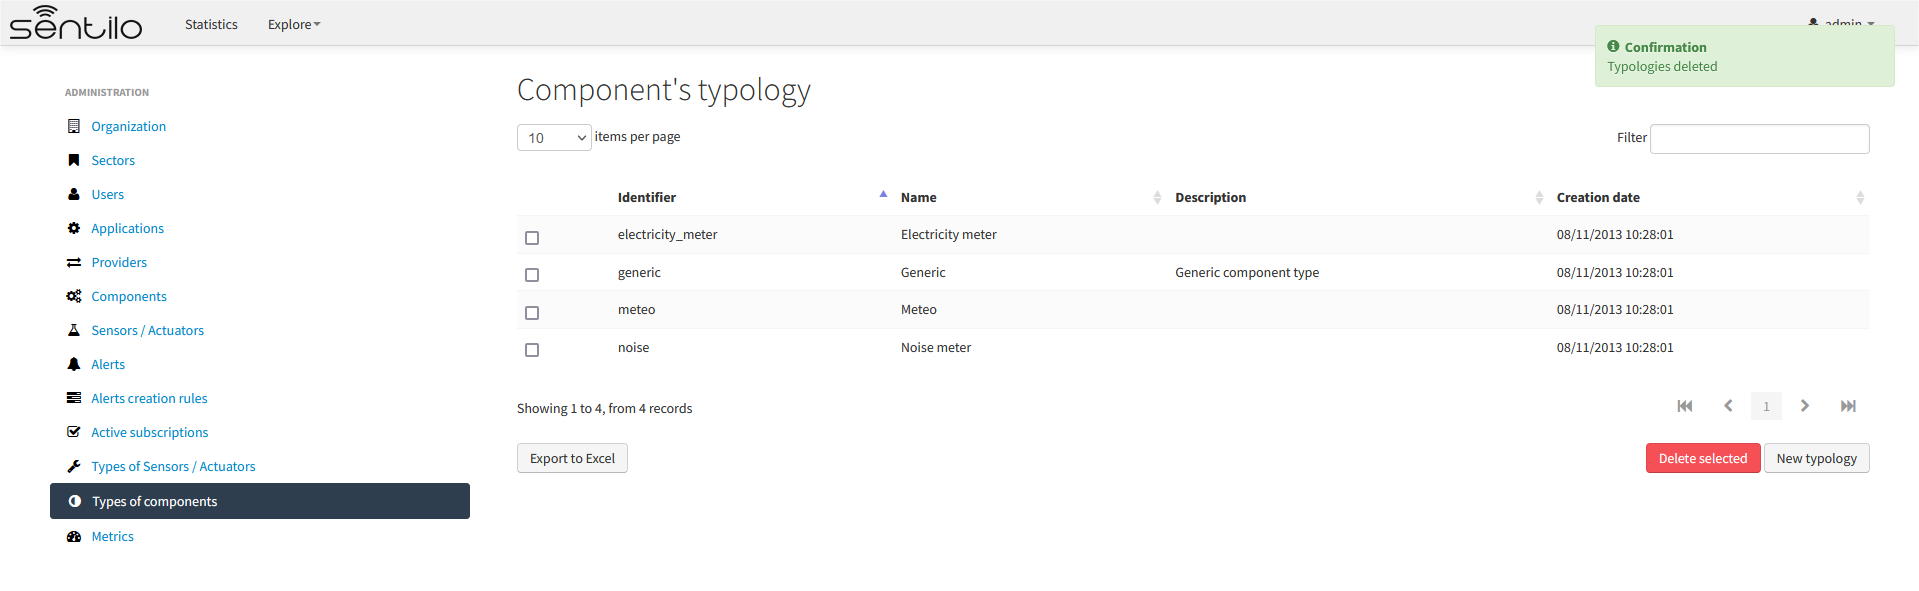 sentilo
Statistics
Explore
admin
Confirmation
Typologies deleted
ADMINISTRATION
Organization
Sectors
Users
Applications
Providers
Components
Sensors / Actuators
Alerts
Alerts creation rules
Active subscriptions
Types of Sensors / Actuators
Types of components
Metrics
Component's typology
10 items per page
Filter
Identifier Name Description Creation date
electricity_meter Electricity meter 08/11/2013 10:28:01
generic Generic Generic component type 08/11/2013 10:28:01
meteo Meteo 08/11/2013 10:28:01
noise Noise meter 08/11/2013 10:28:01
Showing 1 to 4, from 4 records
1
Export to Excel
Delete selected
New typology